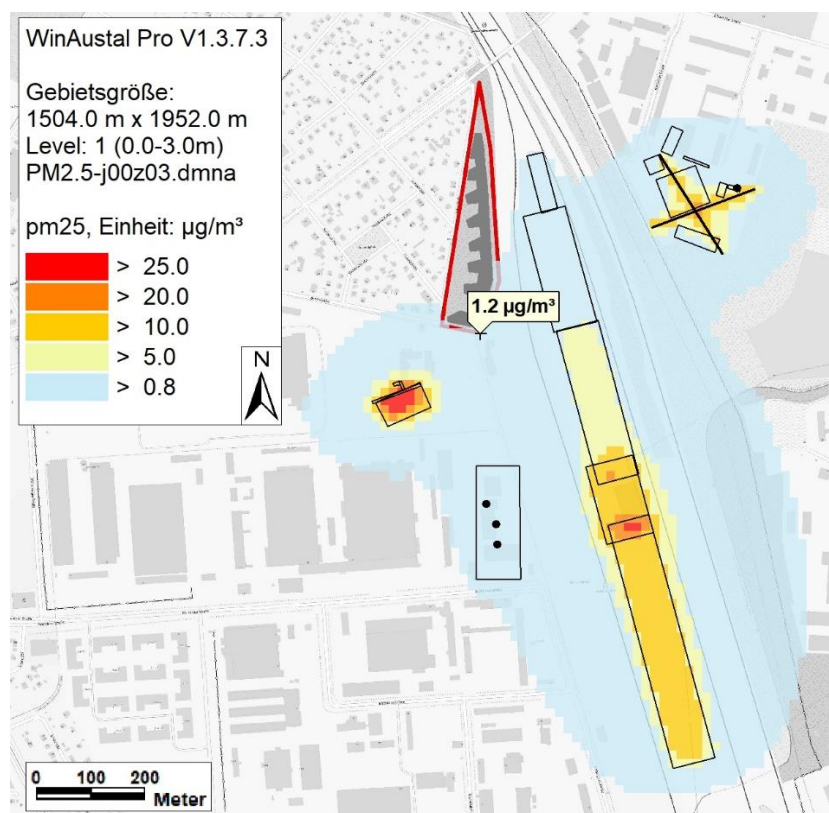 WinAustal Pro V1.3.7.3
Gebietsgröße:
1504.0 m x 1952.0 m
Level: 1 (0.0-3.0m)
PM2.5-j00z03.dmna
pm25, Einheit: µg/m³
> 25.0
> 20.0
> 10.0
> 5.0
> 0.8
N
1.2 µg/m³
0 100 200
Meter